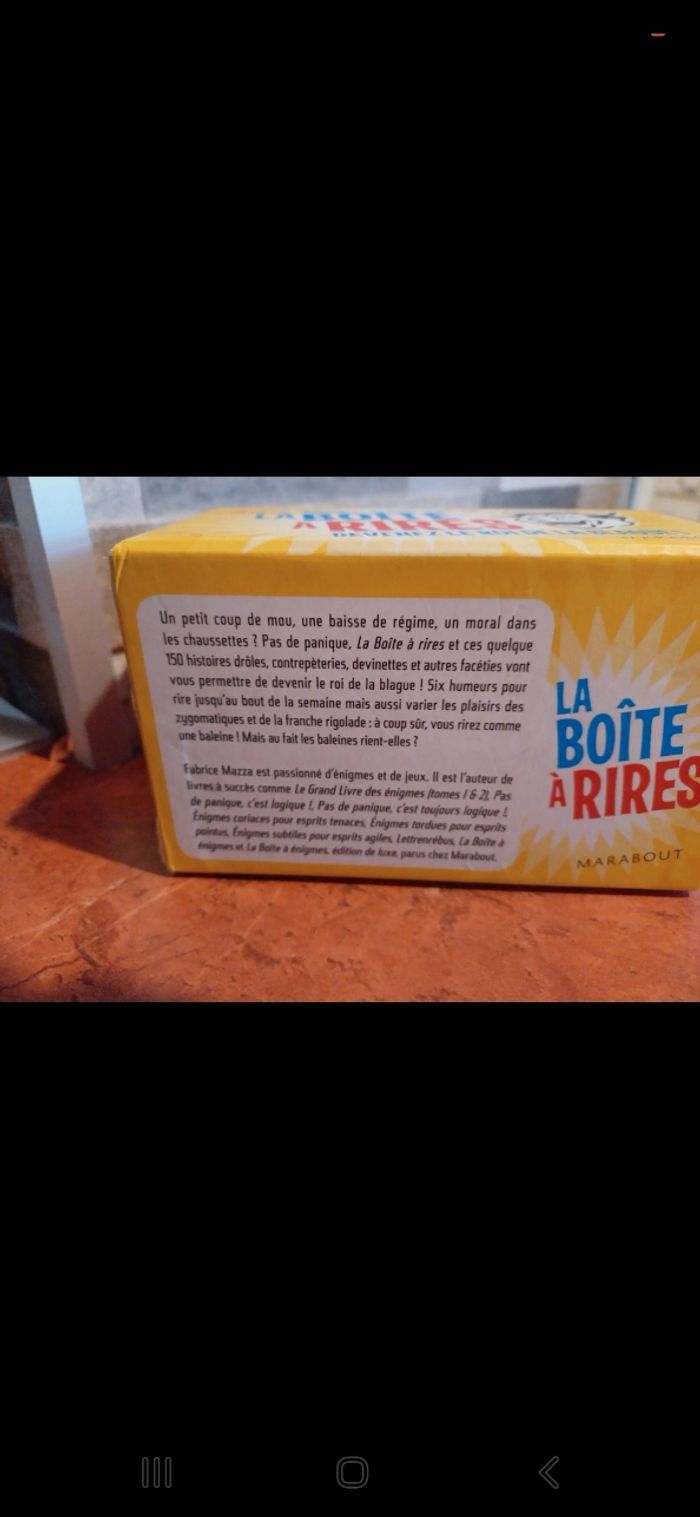 LA BOÎTE
À RIRES
DEVENEZ LE ROI DE LA
Un petit coup de mou, une baisse de régime, un moral dans
les chaussettes ? Pas de panique, La Boîte à rires et ces quelque
150 histoires drôles, contrepèteries, devinettes et autres facéties vont
vous permettre de devenir le roi de la blague ! Six humeurs pour
rire jusqu'au bout de la semaine mais aussi varier les plaisirs des
zygomatiques et de la franche rigolade : à coup sûr, vous rirez comme
une baleine ! Mais au fait les baleines rient-elles ?
Fabrice Mazza est passionné d'énigmes et de jeux. Il est l'auteur de
livres à succès comme Le Grand Livre des énigmes (tomes 1 & 2), Pas
de panique, c'est logique !, Pas de panique, c'est toujours logique !,
Énigmes coriaces pour esprits tenaces, Énigmes tordues pour esprits
pointus, Énigmes subtiles pour esprits agiles, Lettrenrébus, La Boîte à
énigmes et La Boîte à énigmes, édition de luxe, parus chez Marabout.
LA
BOÎTE
À RIRES
MARABOUT